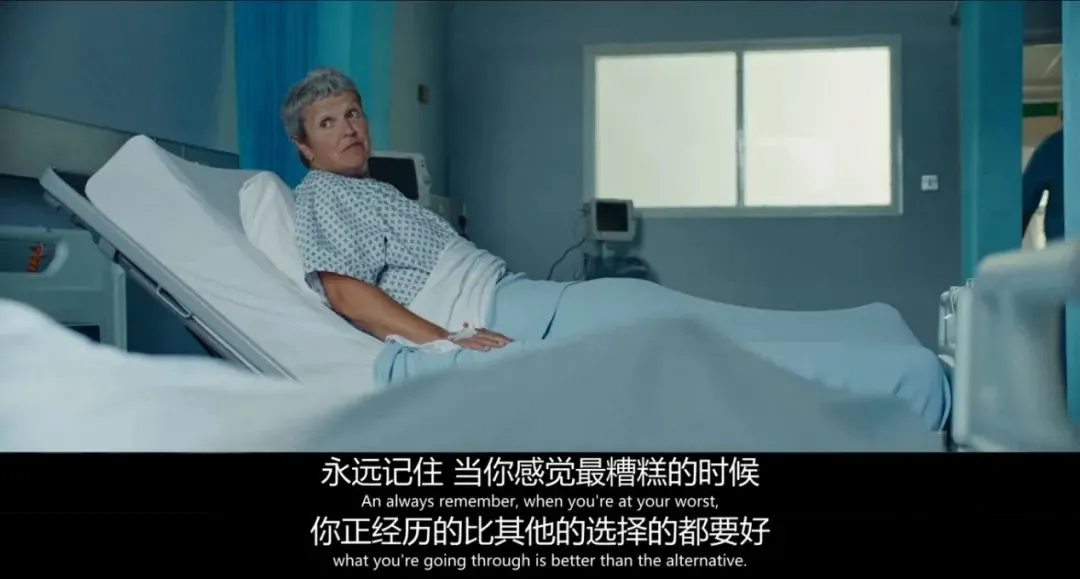 永远记住 当你感觉最糟糕的时候
An always remember, when you're at your worst,
你正经历的比其他的选择的都要好
what you're going through is better than the alternative.